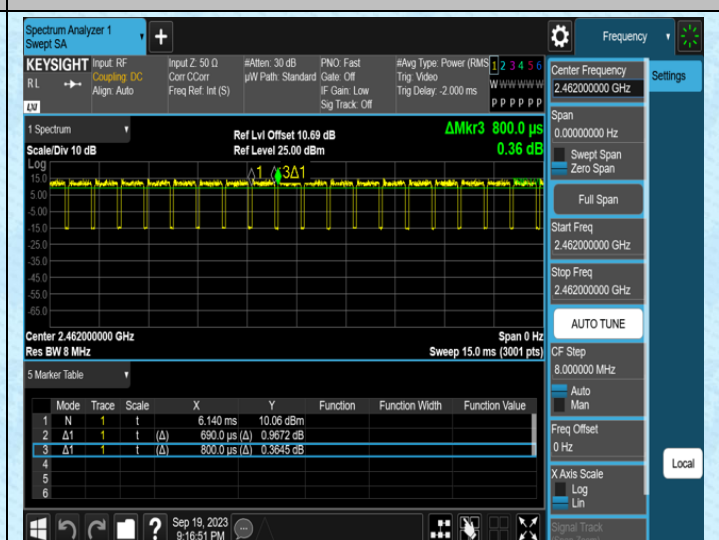 Spectrum Analyzer 1
Swept SA
Frequency
KEYSIGHT
RL
Input: RF
Coupling: DC
Align: Auto
Input Z: 50 Ω
Corr CCorr
Freq Ref: Int (S)
#Atten: 30 dB
µW Path: Standard
PNO: Fast
Gate: Off
IF Gain: Low
Sig Track: Off
#Avg Type: Power (RMS
Trig: Video
Trig Delay: -2.000 ms
1 2 3 4 5 6
W W W W W W
P P P P P P
LXI
1 Spectrum
Scale/Div 10 dB
Ref Lvl Offset 10.69 dB
Ref Level 25.00 dBm
ΔMkr3 800.0 µs
0.36 dB
Log
15.0
5.00
-5.00
-15.0
-25.0
-35.0
-45.0
-55.0
-65.0
1
3Δ1
Center 2.462000000 GHz
Res BW 8 MHz
Span 0 Hz
Sweep 15.0 ms (3001 pts)
5 Marker Table
Mode Trace Scale X Y Function Function Width Function Value
1 N 1 t 6.140 ms 10.06 dBm
2 Δ1 1 t (Δ) 690.0 µs (Δ) 0.9672 dB
3 Δ1 1 t (Δ) 800.0 µs (Δ) 0.3645 dB
4
5
6
?
Sep 19, 2023
9:16:51 PM
Center Frequency
2.462000000 GHz
Settings
Span
0.00000000 Hz
Swept Span
Zero Span
Full Span
Start Freq
2.462000000 GHz
Stop Freq
2.462000000 GHz
AUTO TUNE
CF Step
8.000000 MHz
Auto
Man
Freq Offset
0 Hz
X Axis Scale
Log
Lin
Local
Signal Track